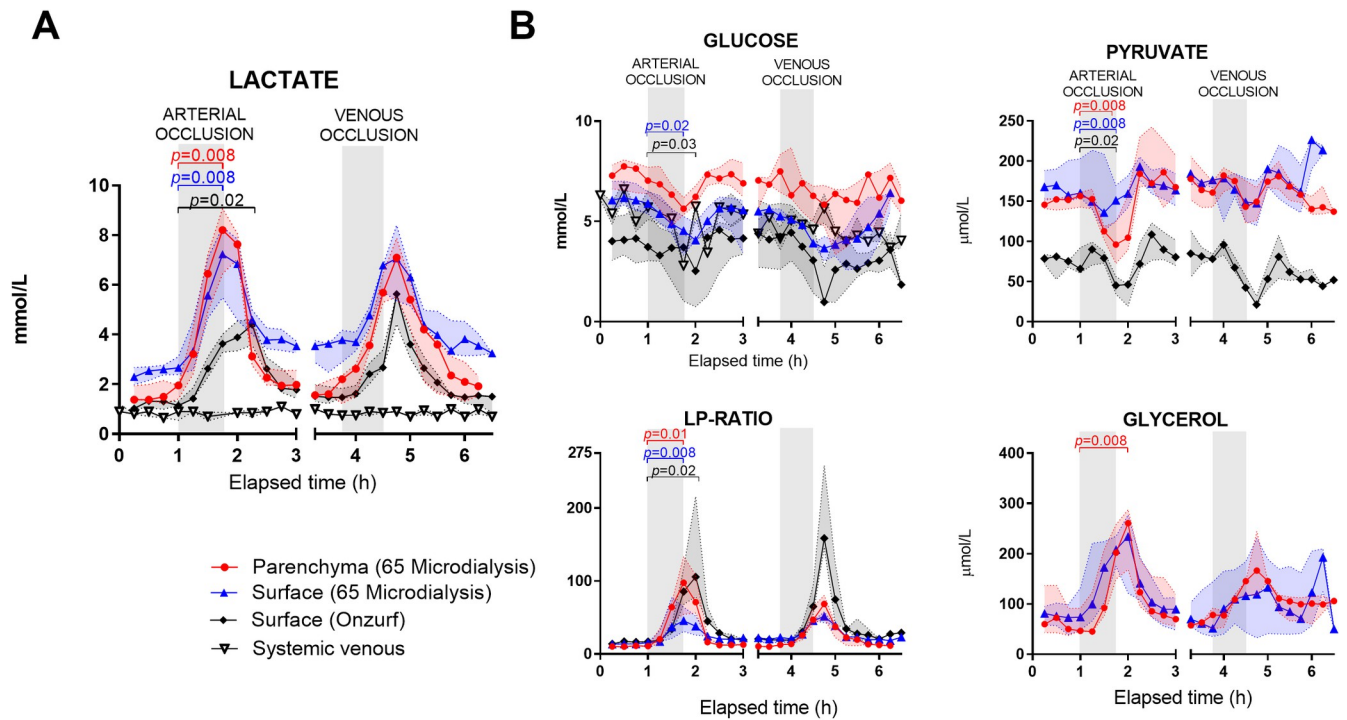 A
LACTATE
ARTERIAL
OCCLUSION
VENOUS
OCCLUSION
p=0.008
p=0.008
p=0.02
mmol/L
10
8
6
4
2
0
0 1 2 3 4 5 6
Elapsed time (h)
Parenchyma (65 Microdialysis)
Surface (65 Microdialysis)
Surface (Onzurf)
Systemic venous
B
GLUCOSE
ARTERIAL
OCCLUSION
VENOUS
OCCLUSION
p=0.02
p=0.03
mmol/L
10
5
0
0 1 2 3 4 5 6
Elapsed time (h)
PYRUVATE
ARTERIAL
OCCLUSION
VENOUS
OCCLUSION
p=0.008
p=0.008
p=0.02
μmol/L
250
200
150
100
50
0
0 1 2 3 4 5 6
LP-RATIO
p=0.01
p=0.008
p=0.02
275
200
100
0
0 1 2 3 4 5 6
Elapsed time (h)
GLYCEROL
p=0.008
μmol/L
400
300
200
100
0
0 1 2 3 4 5 6
Elapsed time (h)